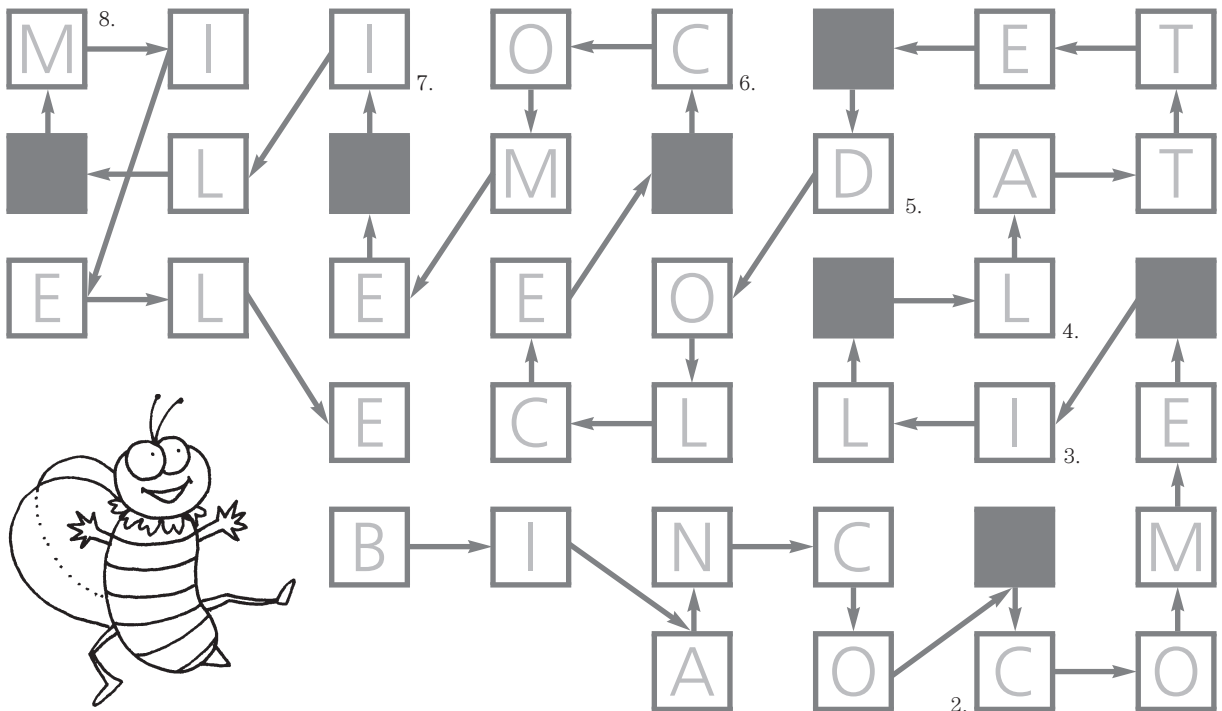 M 8. I I 7. O C 6. E T
L M D 5. A T
E L E E O L 4.
E C L L I 3. E
B I N C M
A O 2. C O